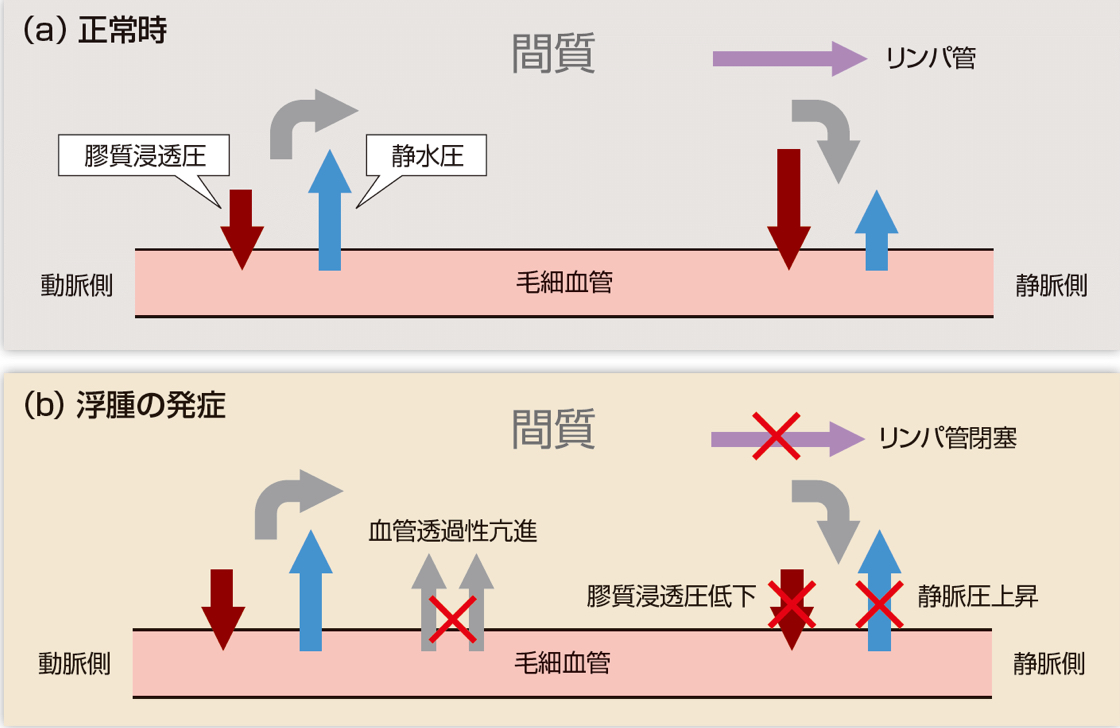 (a) 正常時
間質
リンパ管
膠質浸透圧
静水圧
動脈側
毛細血管
静脈側
(b) 浮腫の発症
間質
リンパ管閉塞
血管透過性亢進
膠質浸透圧低下
静脈圧上昇
動脈側
毛細血管
静脈側